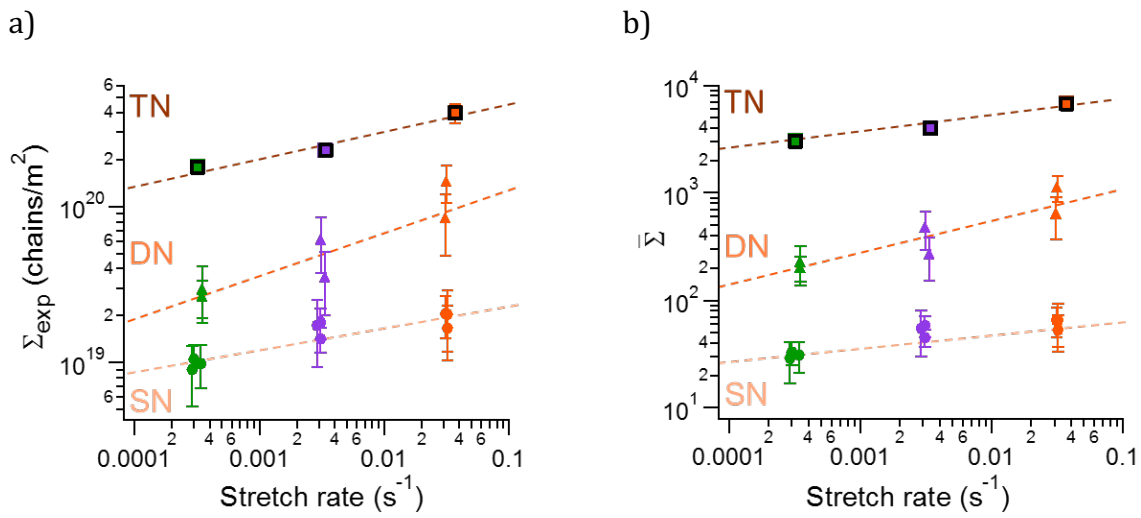 a)
b)
6
4
2
10^20
6
4
2
10^19
6
TN
DN
SN
Σ_exp (chains/m^2)
2 4 6 2 4 6 2 4 6
0.0001 0.001 0.01 0.1
Stretch rate (s^-1)
10^4
4
2
10^3
4
2
10^2
4
2
10^1
TN
DN
SN
Σ̄
2 4 6 2 4 6 2 4 6
0.0001 0.001 0.01 0.1
Stretch rate (s^-1)